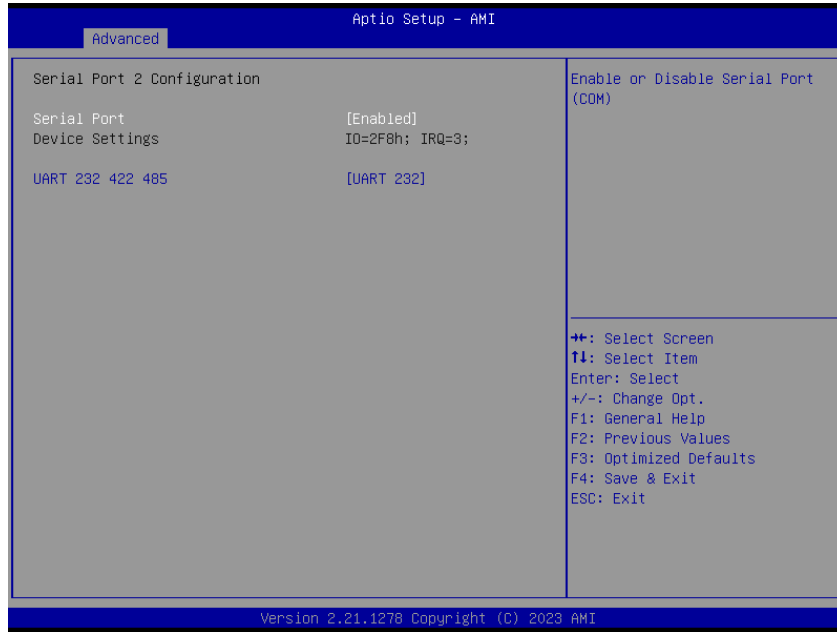 Aptio Setup – AMI
Advanced
Serial Port 2 Configuration
Serial Port [Enabled]
Device Settings IO=2F8h; IRQ=3;
UART 232 422 485 [UART 232]
Enable or Disable Serial Port
(COM)
→←: Select Screen
↑↓: Select Item
Enter: Select
+/-: Change Opt.
F1: General Help
F2: Previous Values
F3: Optimized Defaults
F4: Save & Exit
ESC: Exit
Version 2.21.1278 Copyright (C) 2023 AMI